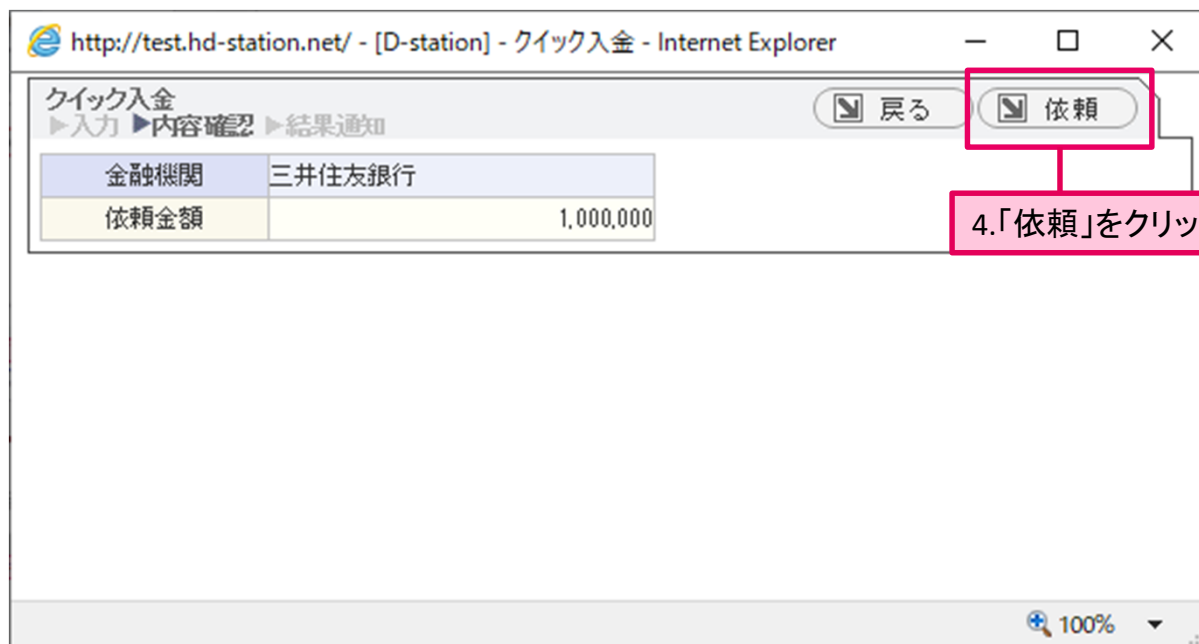 http://test.hd-station.net/ - [D-station] - クイック入金 - Internet Explorer
クイック入金
▶入力 ▶内容確認 ▶結果通知
戻る
依頼
金融機関 三井住友銀行
依頼金額 1,000,000
4.「依頼」をクリッ
100%